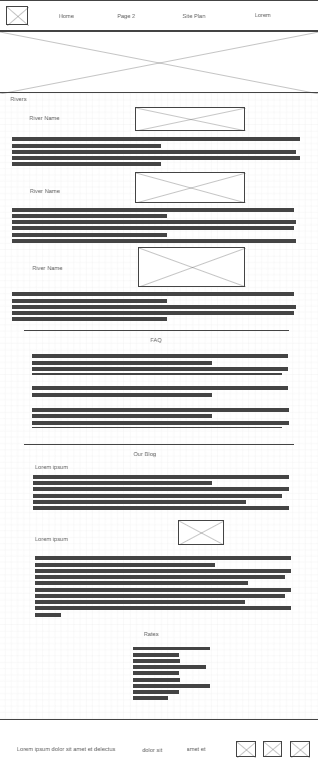 Home Page 2 Site Plan Lorem
Rivers
River Name
River Name
River Name
FAQ
Our Blog
Lorem ipsum
Lorem ipsum
Rates
Lorem ipsum dolor sit amet et delectus dolor sit amet et